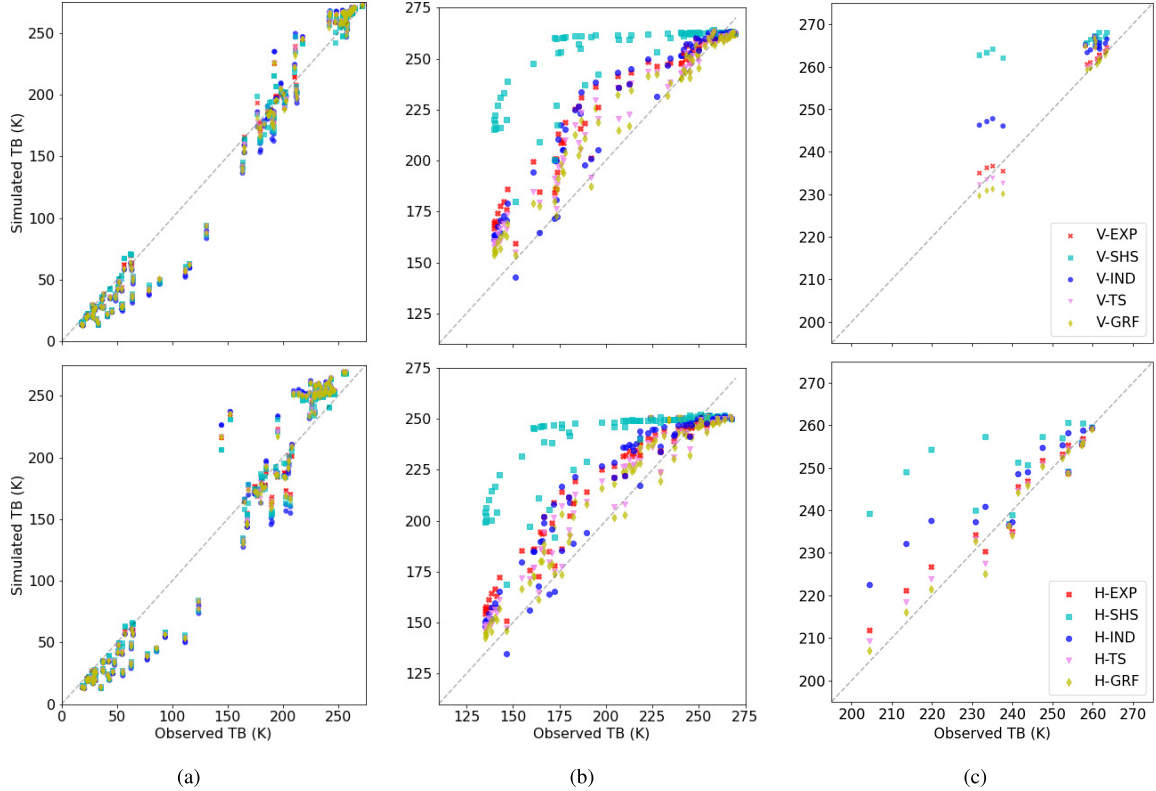 Simulated TB (K)
250
200
150
100
50
0
275
250
225
200
175
150
125
270
260
250
240
230
220
210
200
V-EXP
V-SHS
V-IND
V-TS
V-GRF
Simulated TB (K)
250
200
150
100
50
0
0 50 100 150 200 250
Observed TB (K)
275
250
225
200
175
150
125
125 150 175 200 225 250 275
Observed TB (K)
270
260
250
240
230
220
210
200
H-EXP
H-SHS
H-IND
H-TS
H-GRF
200 210 220 230 240 250 260 270
Observed TB (K)
(a) (b) (c)